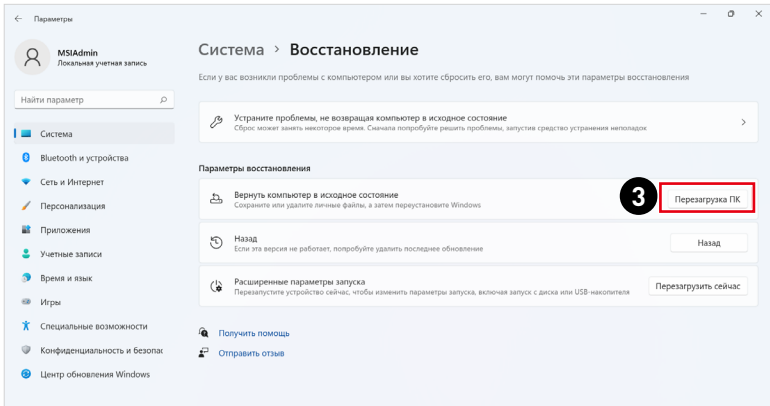 Параметры
MSIAdmin
Локальная учетная запись
Найти параметр
Система
Bluetooth и устройства
Сеть и Интернет
Персонализация
Приложения
Учетные записи
Время и язык
Игры
Специальные возможности
Конфиденциальность и безопас
Центр обновления Windows
Система > Восстановление
Если у вас возникли проблемы с компьютером или вы хотите сбросить его, вам могут помочь эти параметры восстановления
Устраните проблемы, не возвращая компьютер в исходное состояние
Сброс может занять некоторое время. Сначала попробуйте решить проблемы, запустив средство устранения неполадок
Параметры восстановления
Вернуть компьютер в исходное состояние
Сохраните или удалите личные файлы, а затем переустановите Windows
3
Перезагрузка ПК
Назад
Если эта версия не работает, попробуйте удалить последнее обновление
Назад
Расширенные параметры запуска
Перезапустите устройство сейчас, чтобы изменить параметры запуска, включая запуск с диска или USB-накопителя
Перезагрузить сейчас
Получить помощь
Отправить отзыв